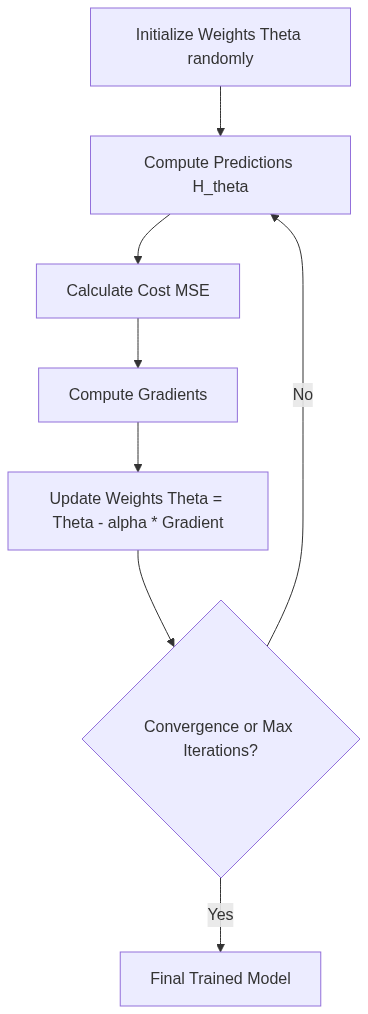 Initialize Weights Theta
randomly
Compute Predictions
H_theta
Calculate Cost MSE
Compute Gradients
No
Update Weights Theta =
Theta - alpha * Gradient
Convergence or Max
Iterations?
Yes
Final Trained Model